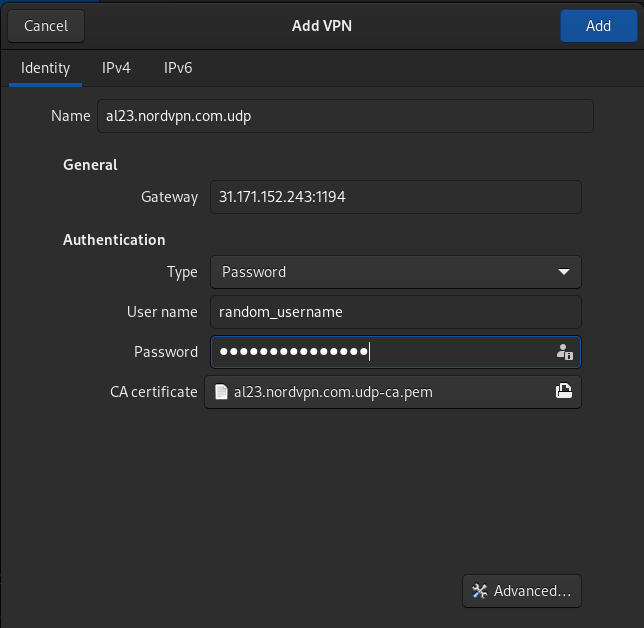 Cancel Add VPN Add
Identity IPv4 IPv6
Name al23.nordvpn.com.udp
General
Gateway 31.171.152.243:1194
Authentication
Type Password
User name random_username
Password ●●●●●●●●●●●●●●●
CA certificate al23.nordvpn.com.udp-ca.pem
Advanced...